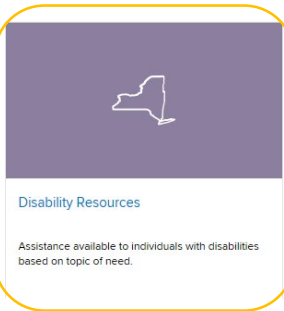 Disability Resources
Assistance available to individuals with disabilities
based on topic of need.